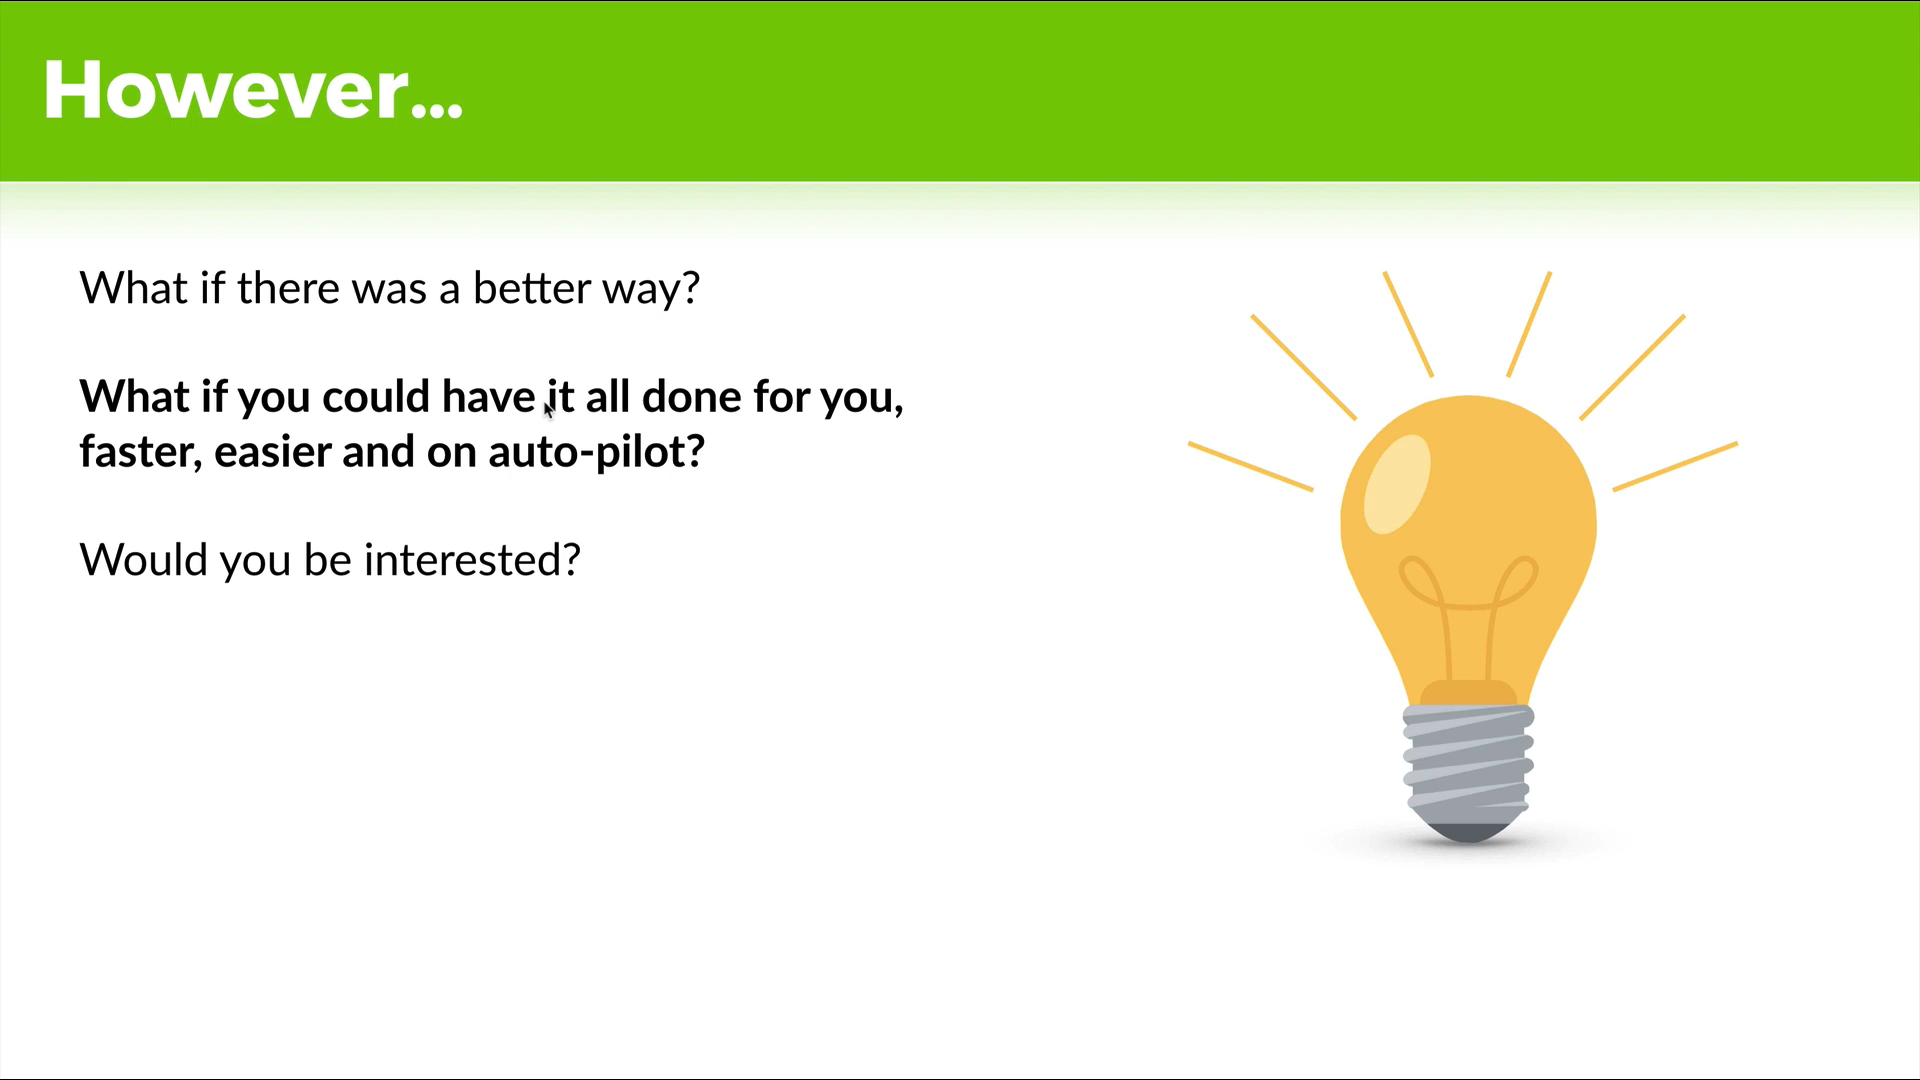 However...
What if there was a better way?
What if you could have it all done for you,
faster, easier and on auto-pilot?
Would you be interested?